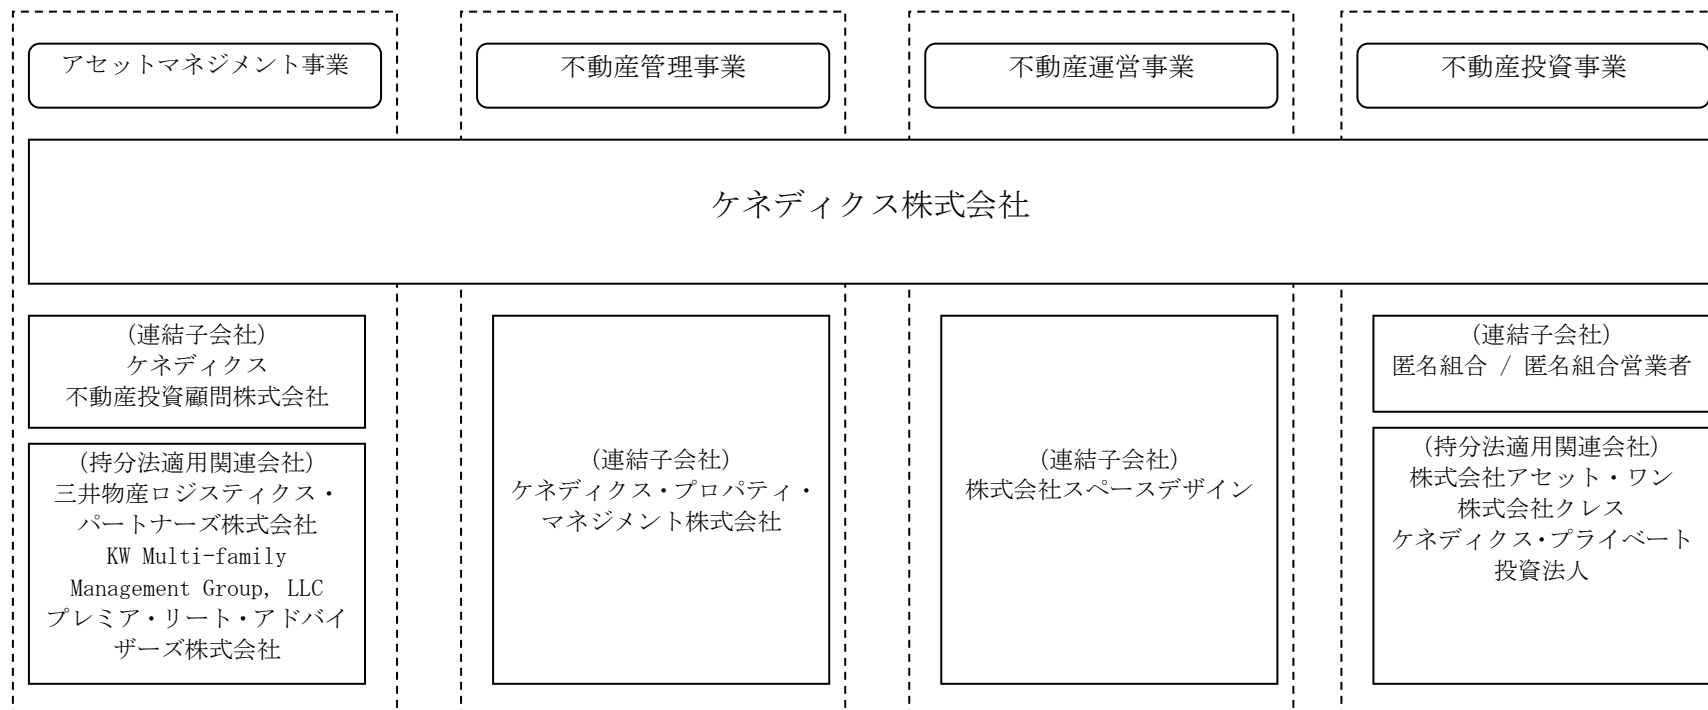 アセットマネジメント事業
不動産管理事業
不動産運営事業
不動産投資事業
ケネディクス株式会社
(連結子会社)
ケネディクス
不動産投資顧問株式会社
(持分法適用関連会社)
三井物産ロジスティクス・
パートナーズ株式会社
KW Multi-family
Management Group, LLC
プレミア・リート・アドバイ
ザーズ株式会社
(連結子会社)
ケネディクス・プロパティ・
マネジメント株式会社
(連結子会社)
株式会社スペースデザイン
(連結子会社)
匿名組合 / 匿名組合営業者
(持分法適用関連会社)
株式会社アセット・ワン
株式会社クレス
ケネディクス・プライベート
投資法人